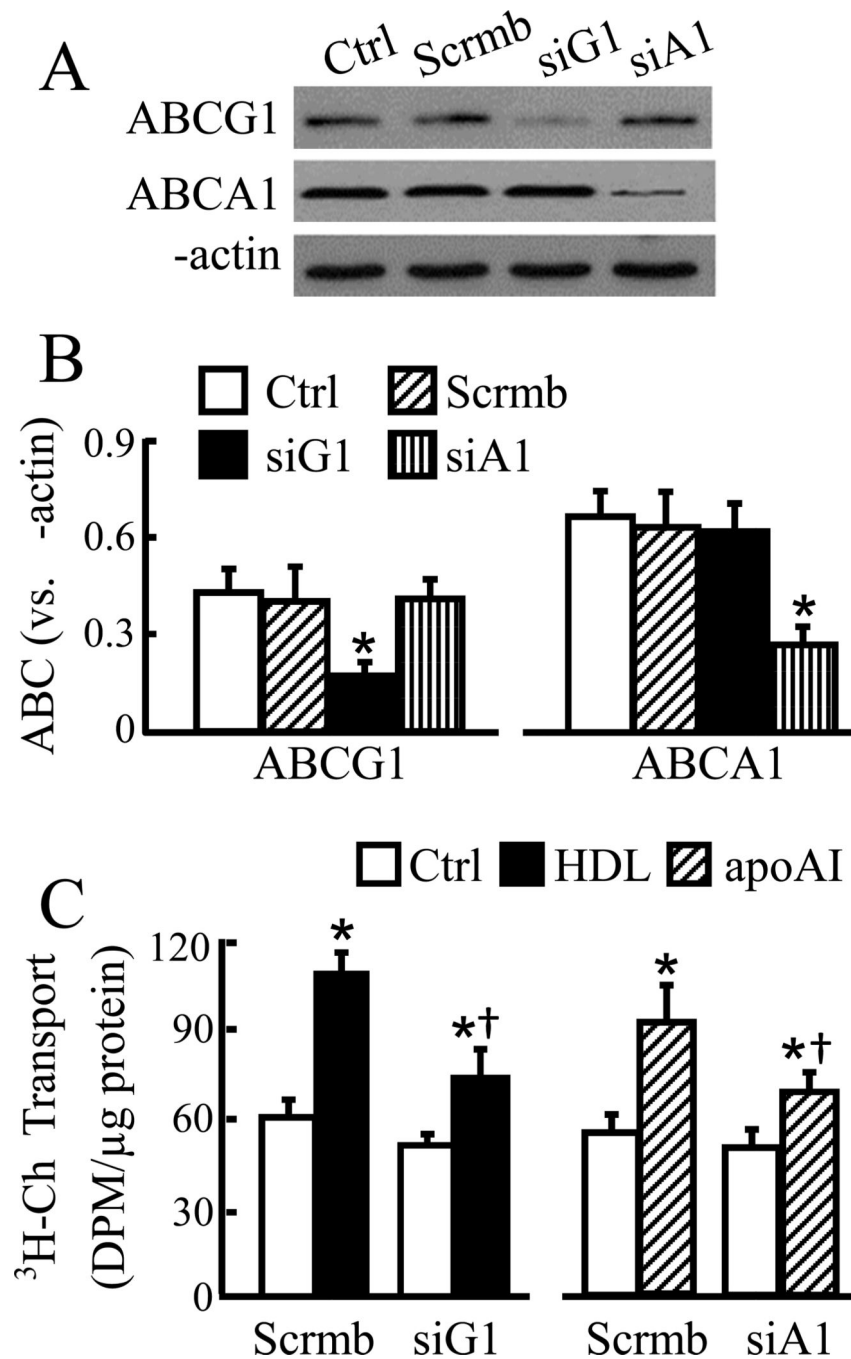 A
Ctrl Scrmb siG1 siA1
ABCG1
ABCA1
-actin
B
Ctrl Scrmb
siG1 siA1
ABC (vs. -actin)
0.9
0.6
0.3
0
* *
ABCG1 ABCA1
Ctrl HDL apoAI
C
³H-Ch Transport
(DPM/µg protein)
120
90
60
30
0
* *† * *†
Scrmb siG1 Scrmb siA1